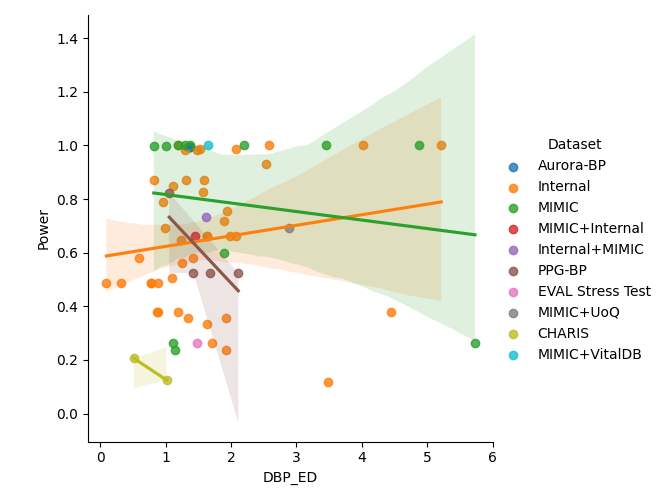 1.4
1.2
1.0
0.8
0.6
0.4
0.2
0.0
Power
0 1 2 3 4 5 6
DBP_ED
Dataset
Aurora-BP
Internal
MIMIC
MIMIC+Internal
Internal+MIMIC
PPG-BP
EVAL Stress Test
MIMIC+UoQ
CHARIS
MIMIC+VitalDB